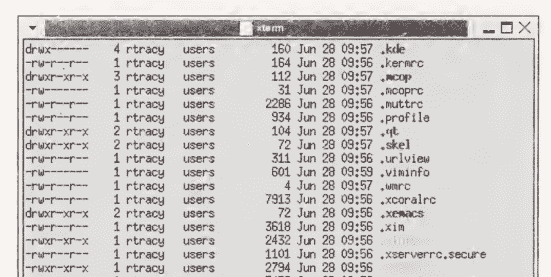 xterm
drwx------ 4 rtracy users 160 Jun 28 09:57 .kde
-rw-r--r-- 1 rtracy users 164 Jun 28 09:56 .kermrc
drwxr-xr-x 3 rtracy users 112 Jun 28 09:57 .mcop
-rw-r--r-- 1 rtracy users 31 Jun 28 09:57 .mcoprc
-rw-r--r-- 1 rtracy users 2286 Jun 28 09:56 .muttrc
-rw-r--r-- 1 rtracy users 934 Jun 28 09:56 .profile
drwxr-xr-x 2 rtracy users 104 Jun 28 09:57 .qt
drwxr-xr-x 2 rtracy users 72 Jun 28 09:57 .skel
-rw-r--r-- 1 rtracy users 311 Jun 28 09:56 .urlview
-rw------- 1 rtracy users 601 Jun 28 09:59 .viminfo
-rw-r--r-- 1 rtracy users 4 Jun 28 09:57 .wmrc
-rw-r--r-- 1 rtracy users 7913 Jun 28 09:56 .xcoralrc
drwxr-xr-x 2 rtracy users 72 Jun 28 09:56 .xemacs
-rw-r--r-- 1 rtracy users 3618 Jun 28 09:56 .xim
-rwxr-xr-x 1 rtracy users 2432 Jun 28 09:56
-rw-r--r-- 1 rtracy users 1101 Jun 28 09:56 .xserverrc.secure
-rwxr-xr-x 1 rtracy users 2794 Jun 28 09:56